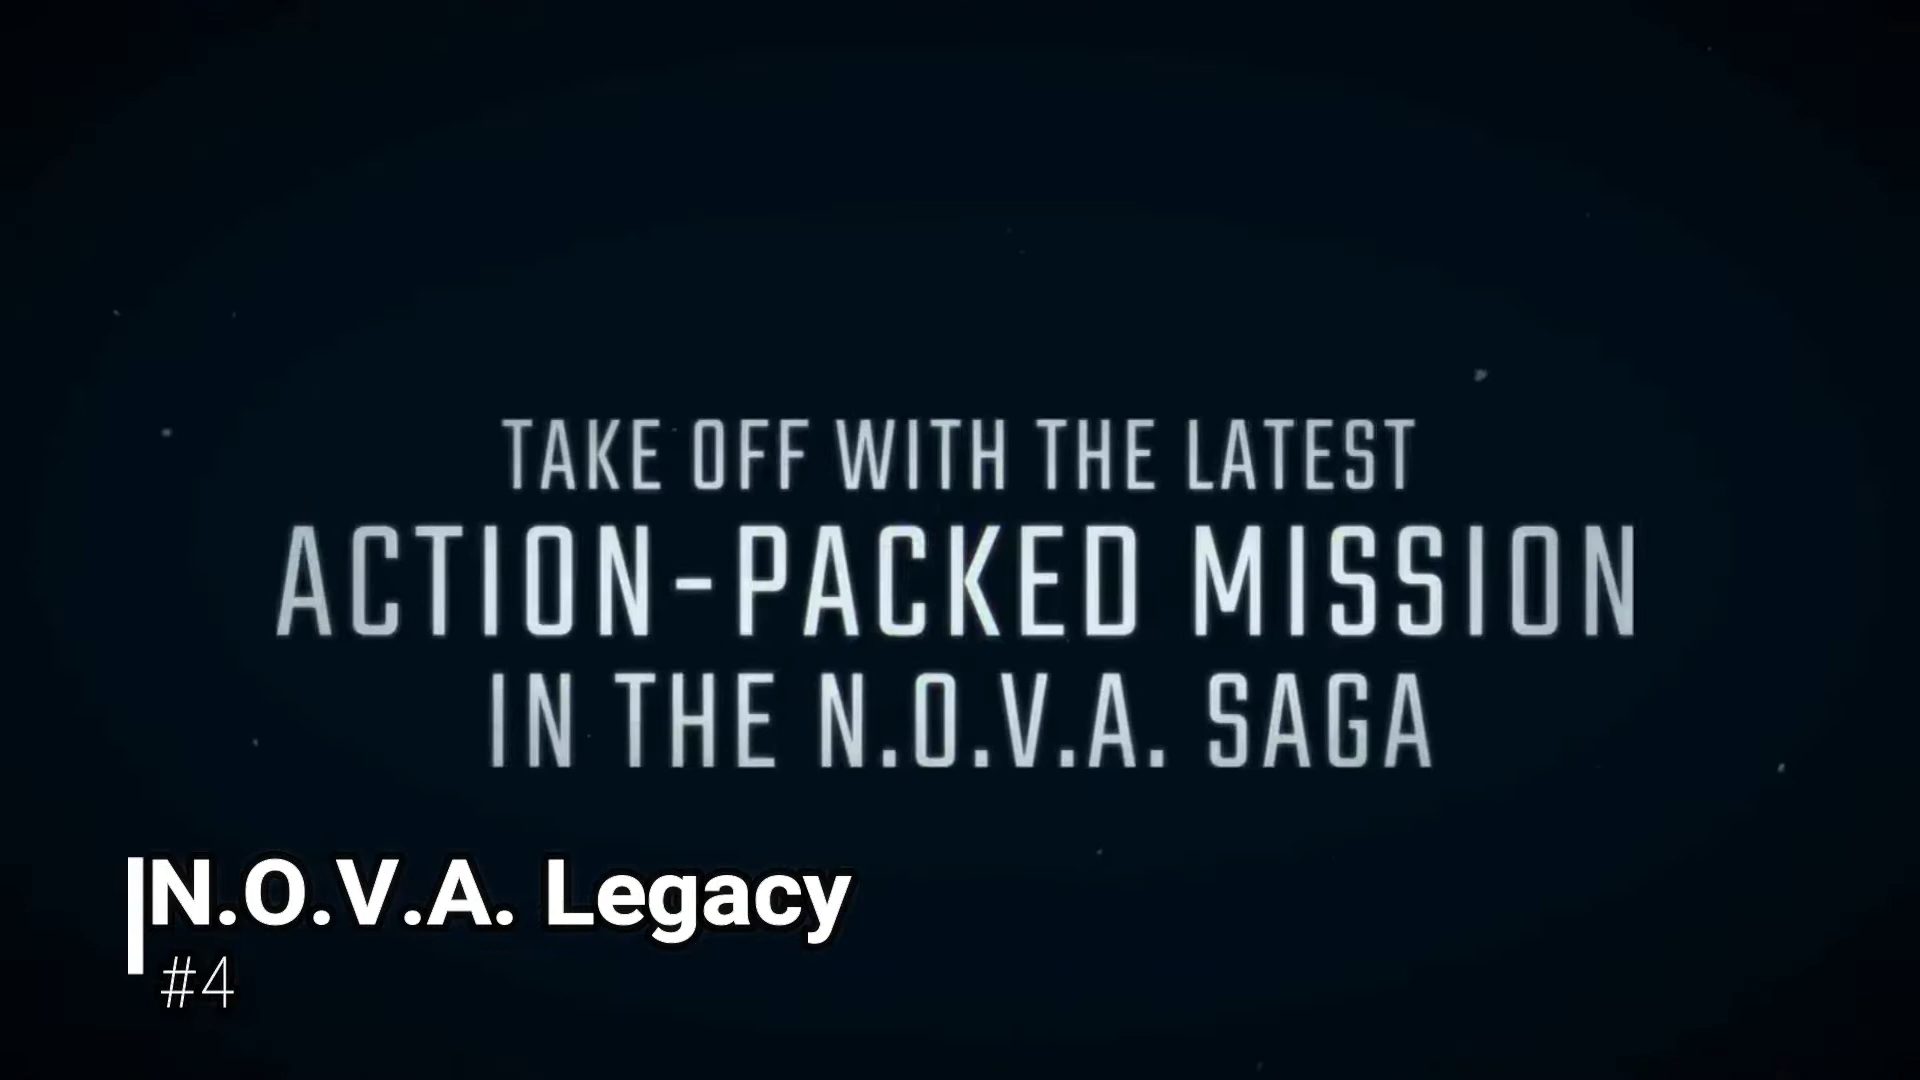 TAKE OFF WITH THE LATEST
ACTION-PACKED MISSION
IN THE N.O.V.A. SAGA
N.O.V.A. Legacy
#4